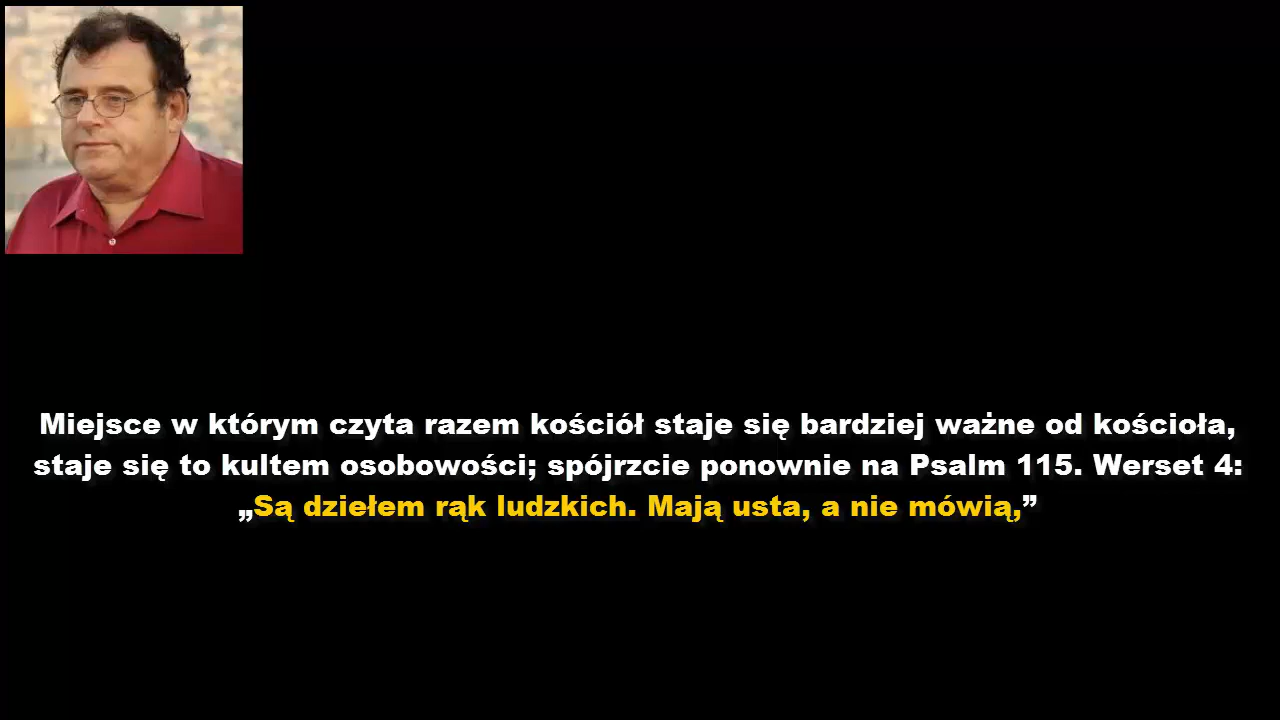 Miejsce w którym czyta razem kościół staje się bardziej ważne od kościoła,
staje się to kultem osobowości; spójrzcie ponownie na Psalm 115. Werset 4:
„Są dziełem rąk ludzkich. Mają usta, a nie mówią,”